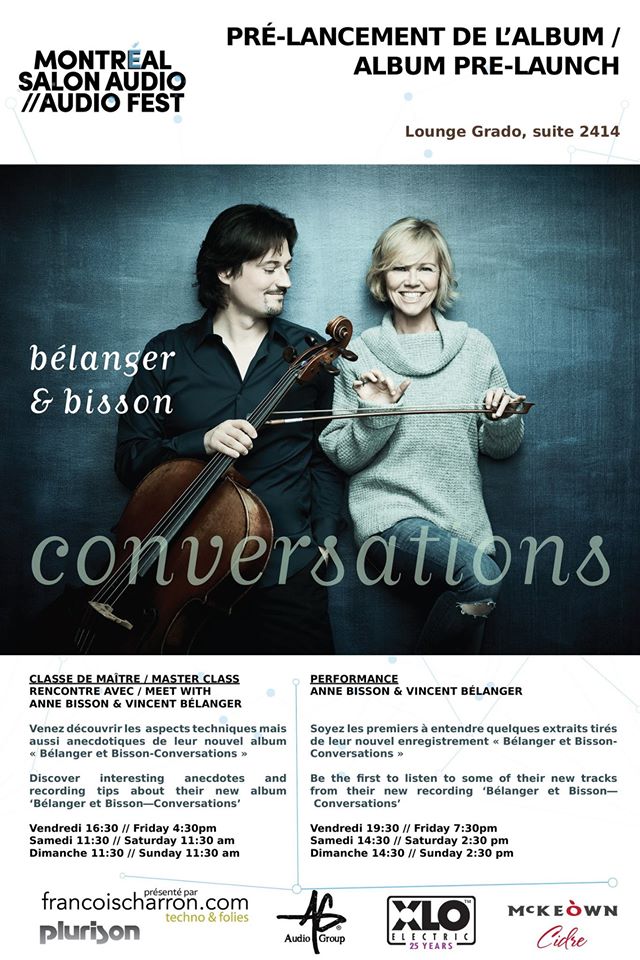 MONTRÉAL
SALON AUDIO
//AUDIO FEST
PRÉ-LANCEMENT DE L’ALBUM /
ALBUM PRE-LAUNCH
Lounge Grado, suite 2414
bélanger
& bisson
conversations
CLASSE DE MAÎTRE / MASTER CLASS
RENCONTRE AVEC / MEET WITH
ANNE BISSON & VINCENT BÉLANGER
Venez découvrir les aspects techniques mais
aussi anecdotiques de leur nouvel album
« Bélanger et Bisson-Conversations »
Discover interesting anecdotes and
recording tips about their new album
‘Bélanger et Bisson—Conversations’
Vendredi 16:30 // Friday 4:30pm
Samedi 11:30 // Saturday 11:30 am
Dimanche 11:30 // Sunday 11:30 am
PERFORMANCE
ANNE BISSON & VINCENT BÉLANGER
Soyez les premiers à entendre quelques extraits tirés
de leur nouvel enregistrement « Bélanger et Bisson-
Conversations »
Be the first to listen to some of their new tracks
from their new recording ‘Bélanger et Bisson—
Conversations’
Vendredi 19:30 // Friday 7:30pm
Samedi 14:30 // Saturday 2:30 pm
Dimanche 14:30 // Sunday 2:30 pm
présenté par
francoischarron.com
techno & folies
plurison
AG
Audio Group
XLO™
ELECTRIC
25 YEARS
McKEÒWN
Cidre